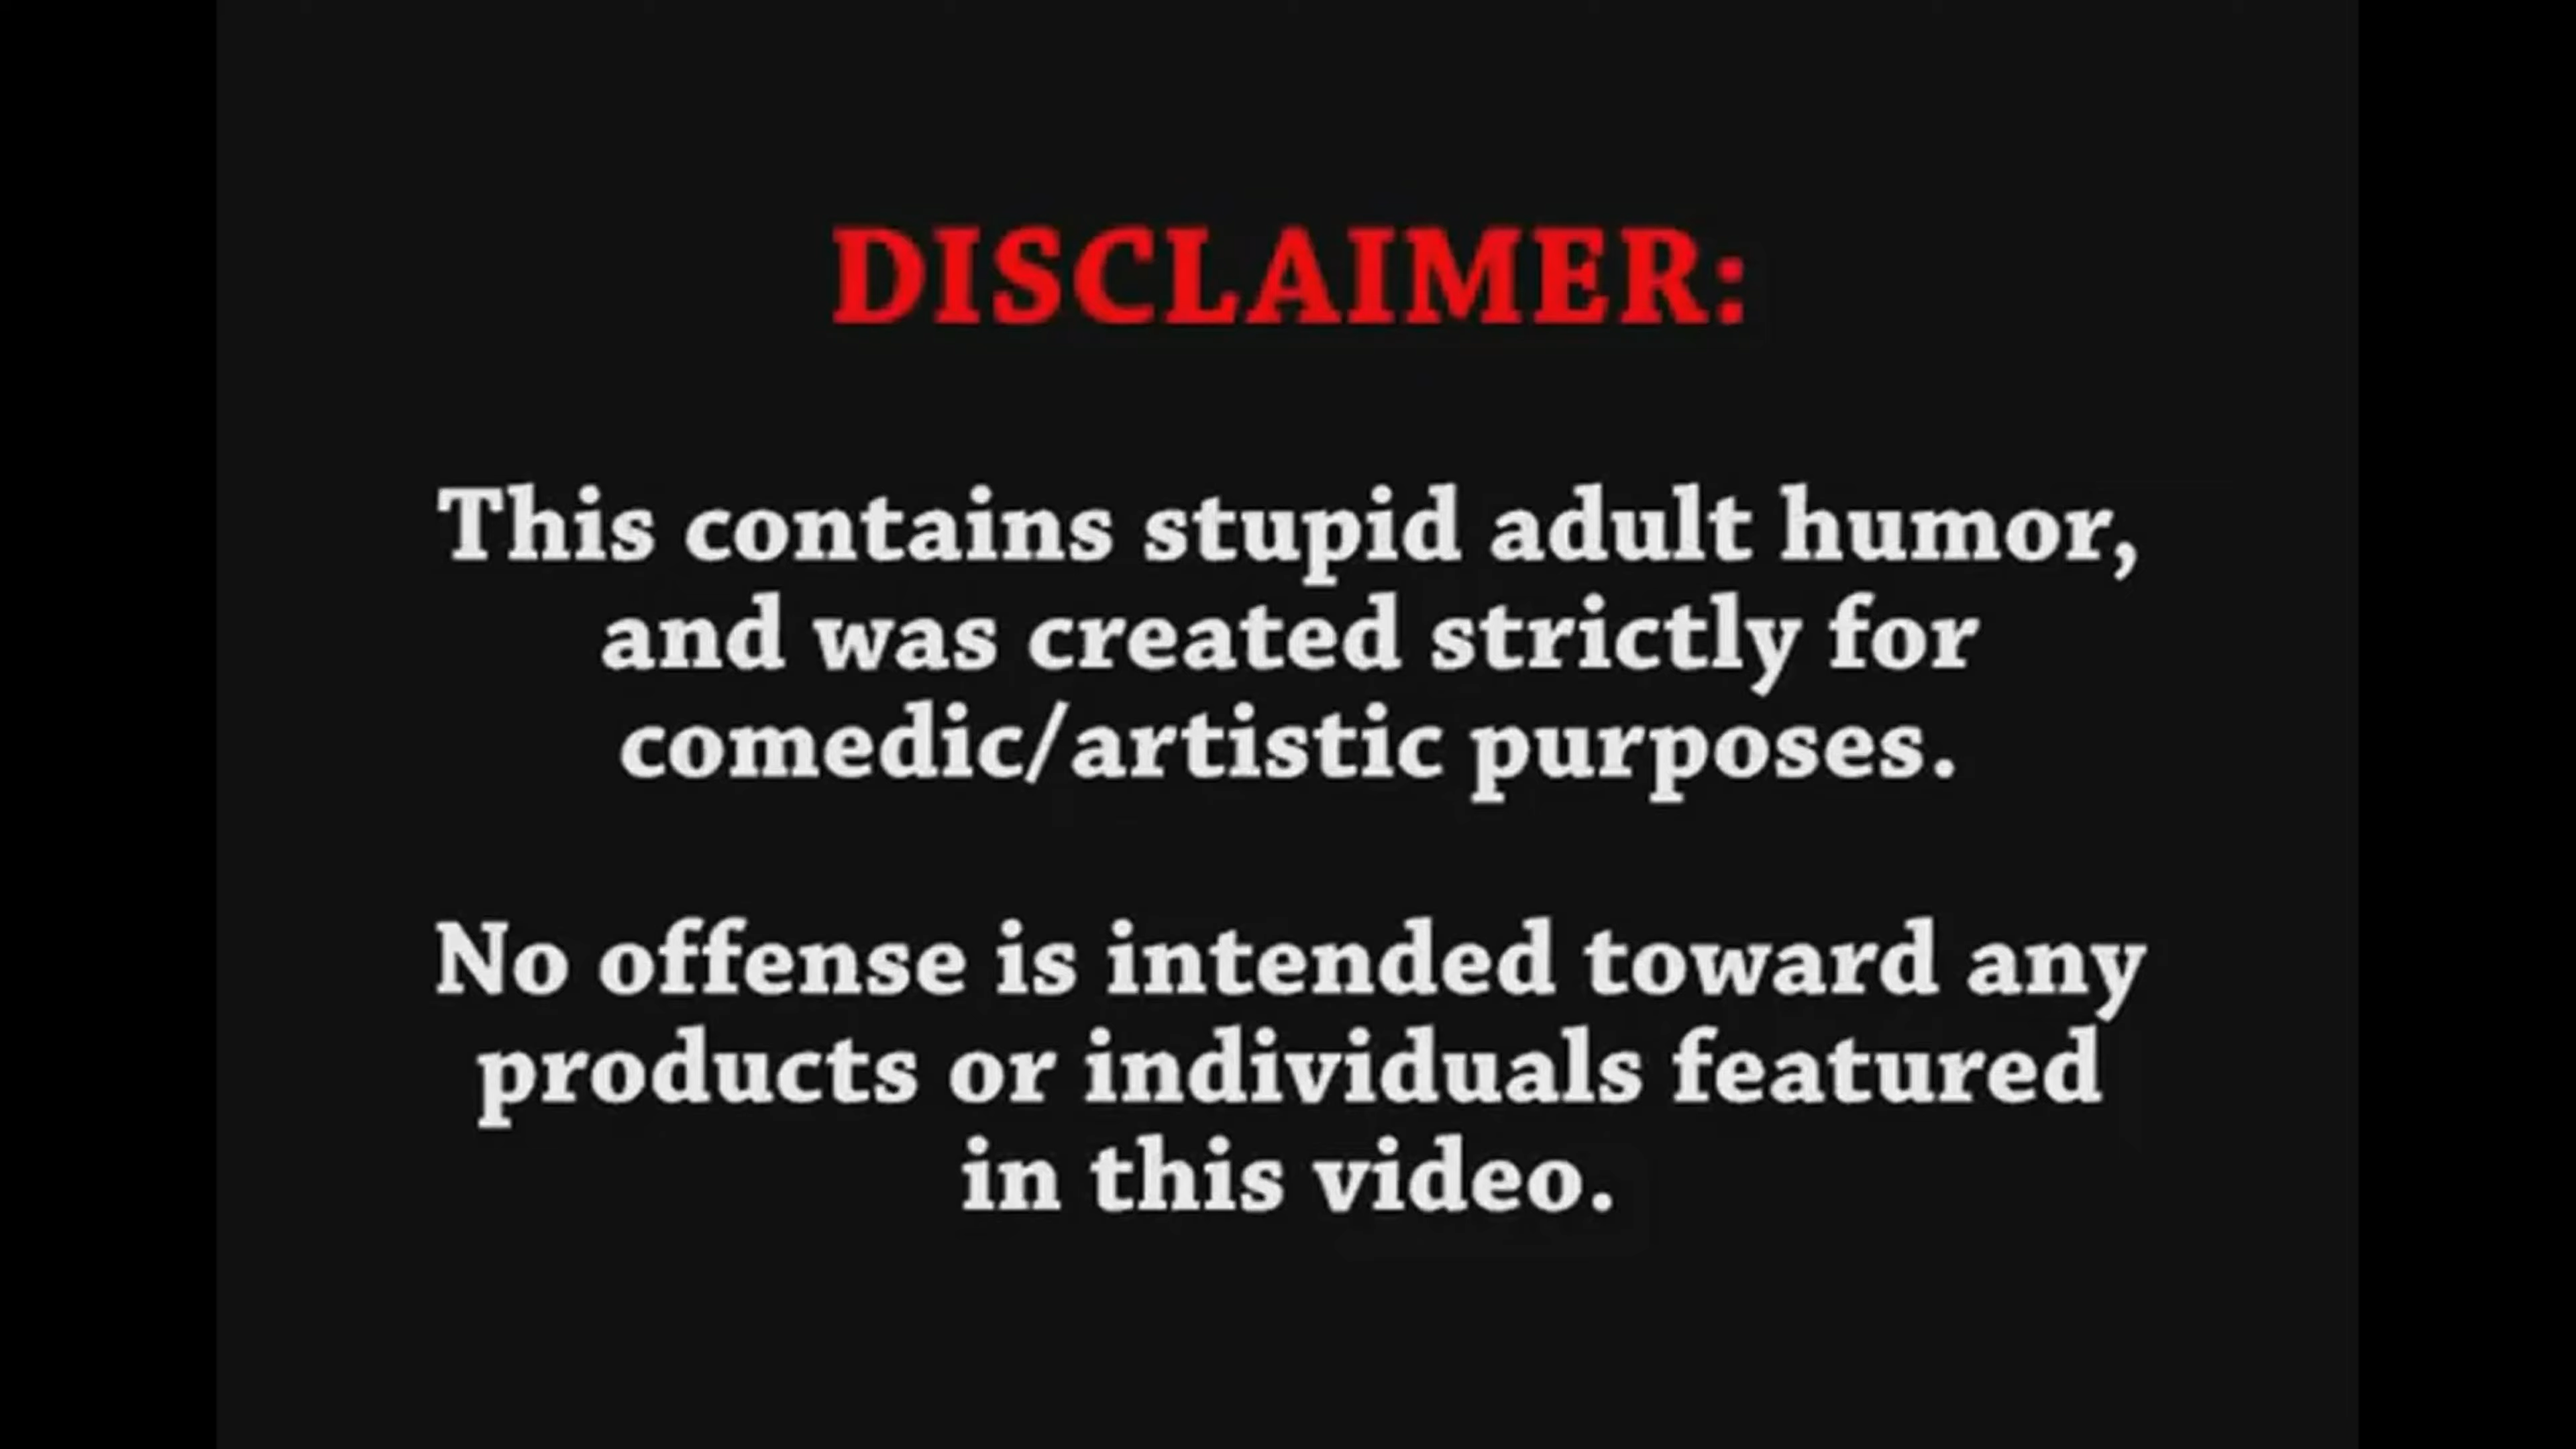 DISCLAIMER:
This contains stupid adult humor,
and was created strictly for
comedic/artistic purposes.
No offense is intended toward any
products or individuals featured
in this video.